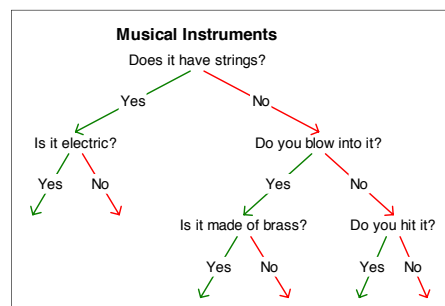 Musical Instruments
Does it have strings?
Yes No
Is it electric? Do you blow into it?
Yes No Yes No
Is it made of brass? Do you hit it?
Yes No Yes No